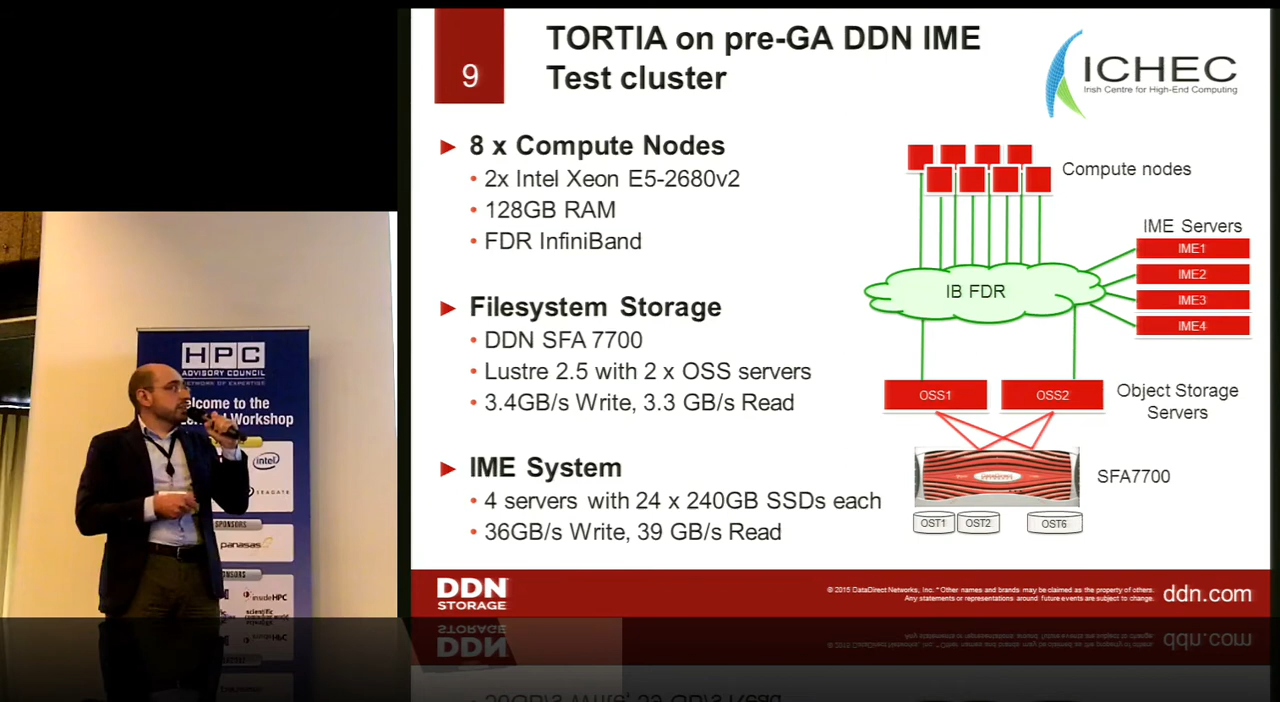 9
TORTIA on pre-GA DDN IME
Test cluster
ICHEC
Irish Centre for High-End Computing
► 8 x Compute Nodes
• 2x Intel Xeon E5-2680v2
• 128GB RAM
• FDR InfiniBand
► Filesystem Storage
• DDN SFA 7700
• Lustre 2.5 with 2 x OSS servers
• 3.4GB/s Write, 3.3 GB/s Read
► IME System
• 4 servers with 24 x 240GB SSDs each
• 36GB/s Write, 39 GB/s Read
Compute nodes
IME Servers
IME1
IME2
IME3
IME4
IB FDR
OSS1
OSS2
Object Storage
Servers
SFA7700
OST1
OST2
OST6
DDN
STORAGE
© 2015 DataDirect Networks, Inc. * Other names and brands may be claimed as the property of others.
Any statements or representations around future events are subject to change.
ddn.com
HPC
ADVISORY COUNCIL
NETWORK OF EXPERTISE
elcome to the
Workshop
intel
SEAGATE
SPONSORS
panasas
NSORS
insideHPC
scientific